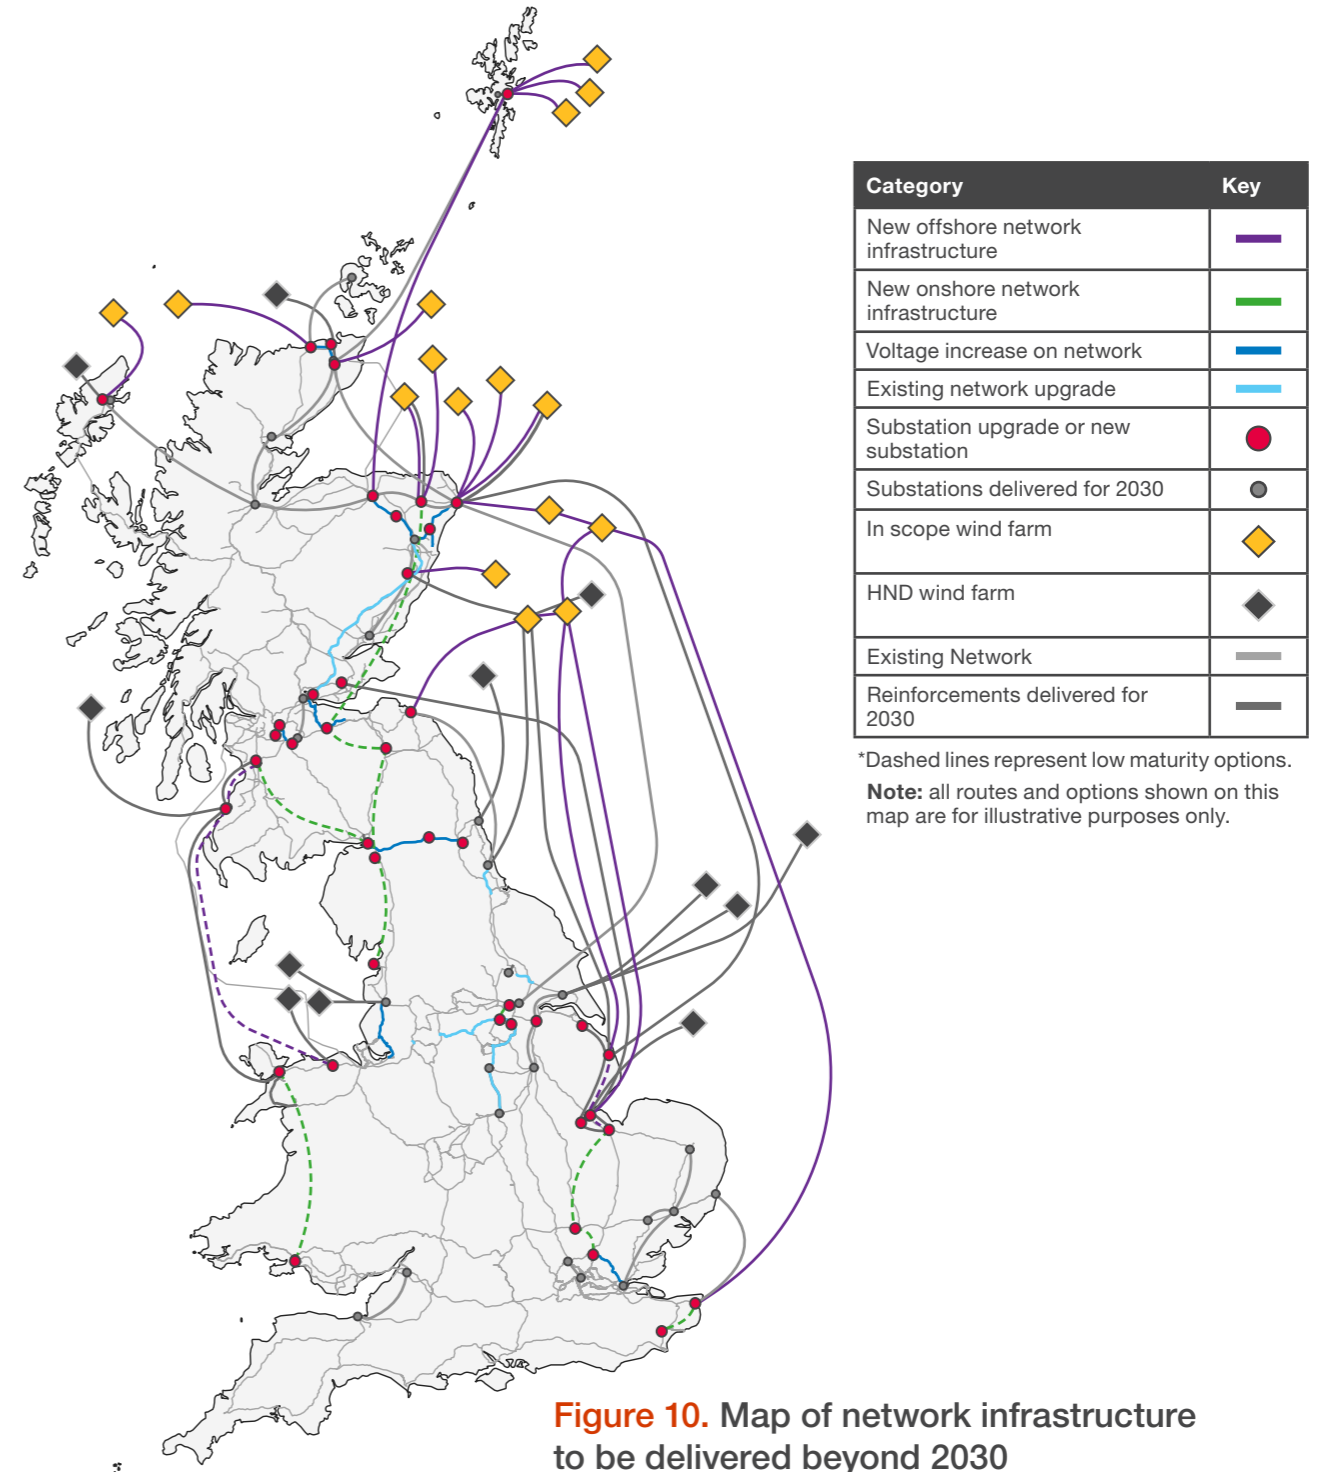 Category Key
New offshore network
infrastructure
New onshore network
infrastructure
Voltage increase on network
Existing network upgrade
Substation upgrade or new
substation
Substations delivered for 2030
In scope wind farm
HND wind farm
Existing Network
Reinforcements delivered for
2030
*Dashed lines represent low maturity options.
Note: all routes and options shown on this
map are for illustrative purposes only.
Figure 10. Map of network infrastructure
to be delivered beyond 2030